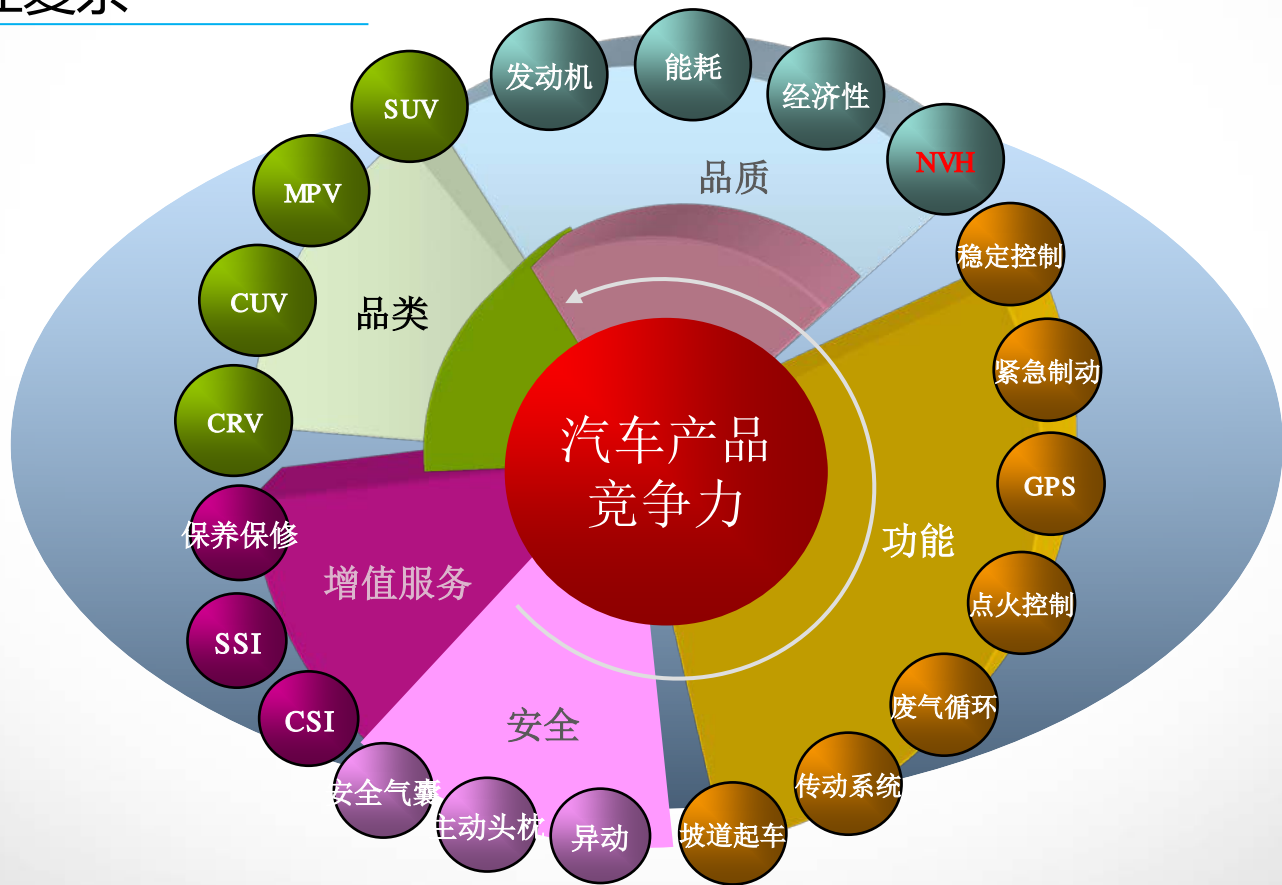 发动机
能耗
经济性
NVH
SUV
MPV
CUV
CRV
品质
品类
稳定控制
紧急制动
GPS
点火控制
废气循环
传动系统
坡道起车
功能
汽车产品
竞争力
保养保修
SSI
CSI
增值服务
安全
安全气囊
主动头枕
异动